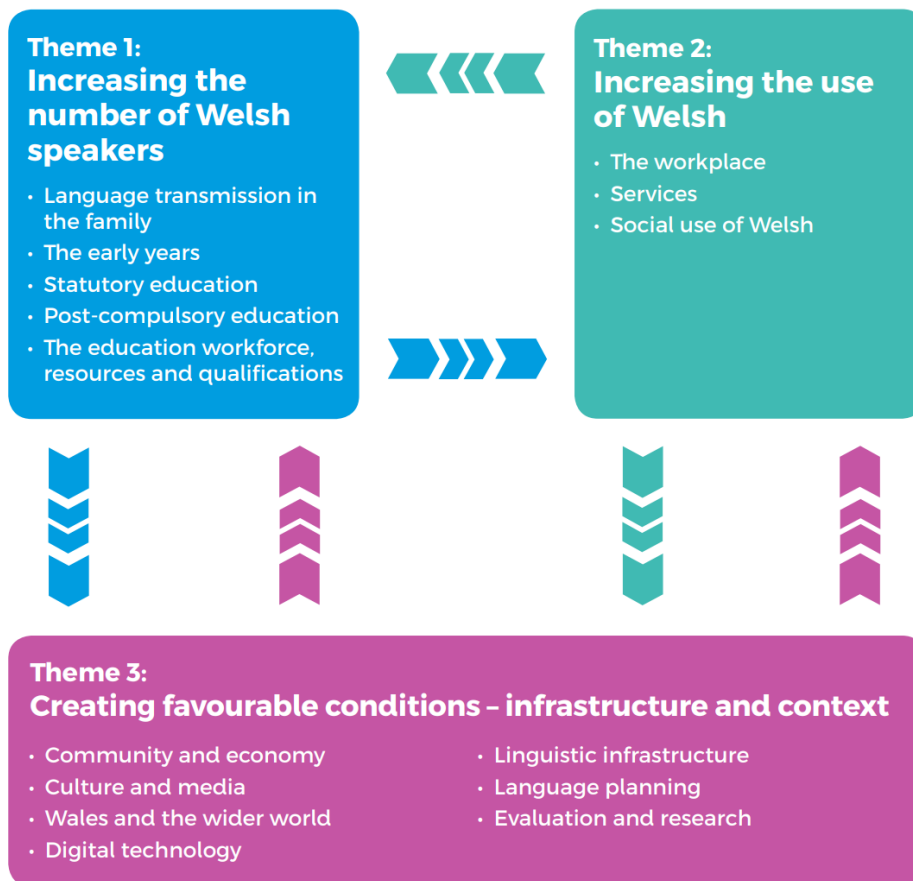 Theme 1:
Increasing the
number of Welsh
speakers
• Language transmission in
the family
• The early years
• Statutory education
• Post-compulsory education
• The education workforce,
resources and qualifications
Theme 2:
Increasing the use
of Welsh
• The workplace
• Services
• Social use of Welsh
Theme 3:
Creating favourable conditions – infrastructure and context
• Community and economy
• Culture and media
• Wales and the wider world
• Digital technology
• Linguistic infrastructure
• Language planning
• Evaluation and research